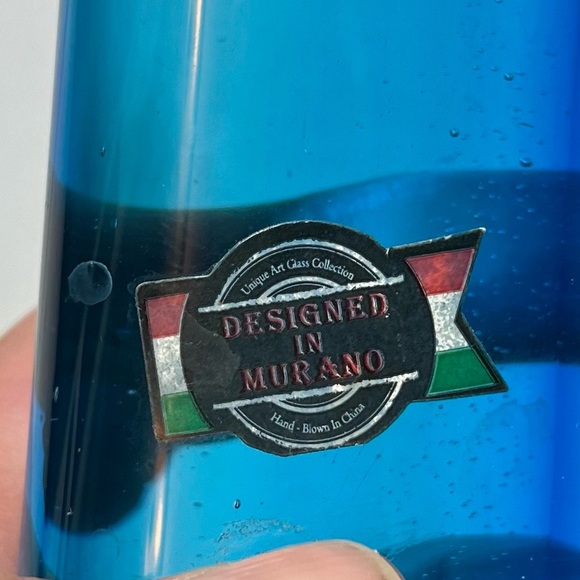 Unique Art Glass Collection
DESIGNED
IN
MURANO
Hand - Blown In China